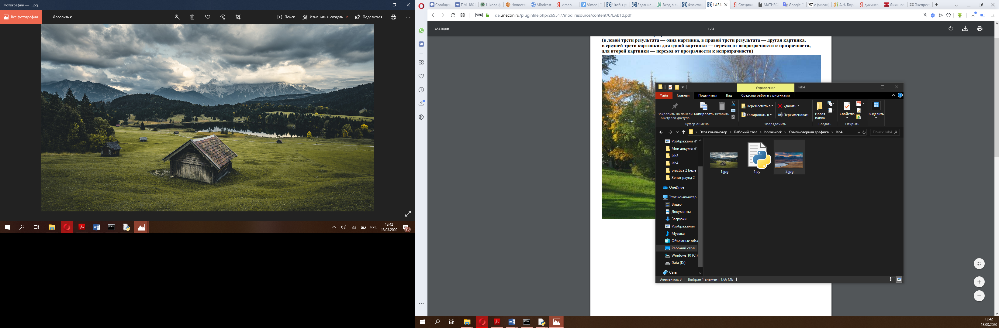 Фотографии — 1.jpg
Все фотографии
Добавить к
Поиск
Изменить и создать
Поделиться
РУС
13:42
18.03.2020
20
Сообщен
ПМ-1801
Школа ф
Новосел
Mindcast
vimeo —
Vimeo | T
Чтобы у
Задание
Вход в л
Фрактал
LAB1
Специал
MATHSC
Google П
е (число
А.Н. Бор
дикинсо
Дикинсо
Экспрес
VPN
de.unecon.ru/pluginfile.php/269517/mod_resource/content/0/LAB1d.pdf
LAB1d.pdf
1 / 2
(в левой трети результата — одна картинка, в правой трети результата — другая картинка,
в средней трети картинки: для одной картинки — переход от непрозрачности к прозрачности,
для второй картинки — переход от прозрачности к непрозрачности)
Управление
lab4
Файл
Главная
Поделиться
Вид
Средства работы с рисунками
Закрепить на панели
быстрого доступа
Копировать
Вставить
Переместить в
Копировать в
Удалить
Переименовать
Новая
папка
Свойства
Выделить
Буфер обмена
Упорядочить
Создать
Открыть
Этот компьютер
Рабочий стол
homework
Компьютерная графика
lab4
Поиск: lab4
Изображени
Мои докуме
lab3
lab4
practica 2 bezie
Зенит раунд 2
OneDrive
Этот компьютер
Видео
Документы
Загрузки
Изображения
Музыка
Объемные объ
Рабочий стол
Windows 10 (C:)
Data (D:)
Сеть
1.jpg
1.py
2.jpg
Элементов: 3
Выбран 1 элемент: 1,66 МБ
13:42
18.03.2020